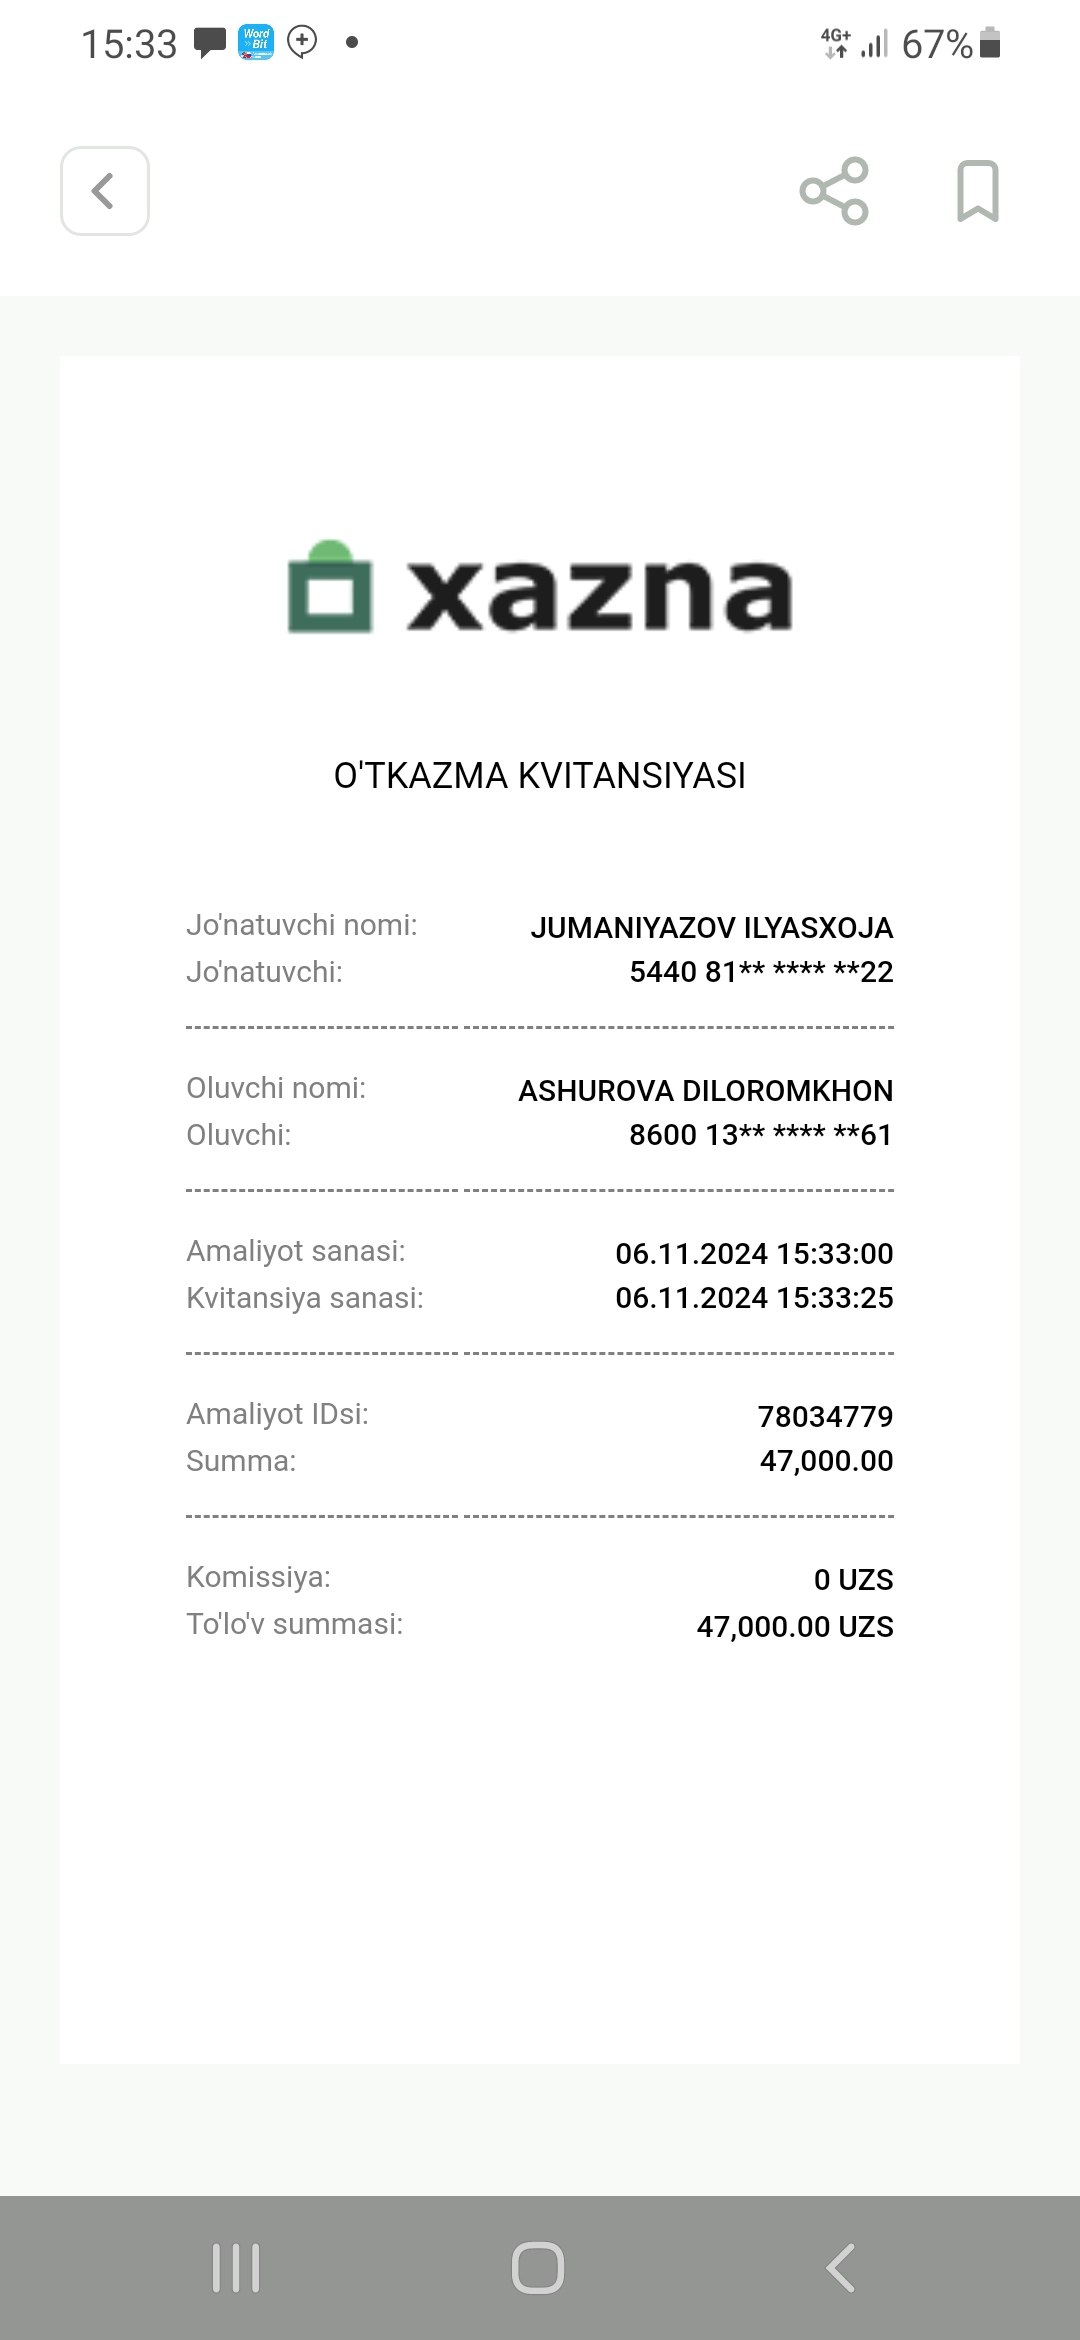 15:33 Word Bit 4G+ 67%
xazna
O'TKAZMA KVITANSIYASI
Jo'natuvchi nomi: JUMANIYAZOV ILYASXOJA
Jo'natuvchi: 5440 81** **** **22
Oluvchi nomi: ASHUROVA DILOROMKHON
Oluvchi: 8600 13** **** **61
Amaliyot sanasi: 06.11.2024 15:33:00
Kvitansiya sanasi: 06.11.2024 15:33:25
Amaliyot IDsi: 78034779
Summa: 47,000.00
Komissiya: 0 UZS
To'lo'v summasi: 47,000.00 UZS